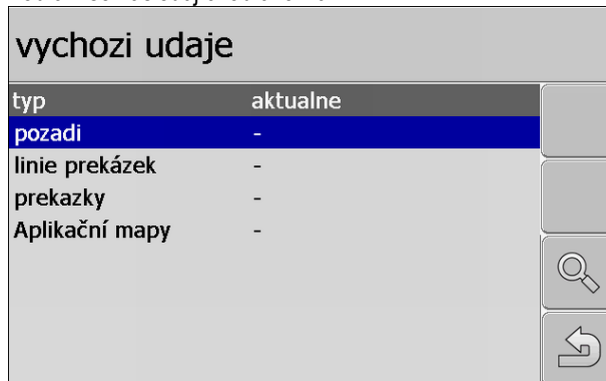 vychozi udaje
typ aktualne
pozadi -
linie prekázek -
prekazky -
Aplikační mapy -